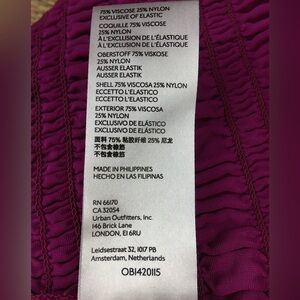 75% VISCOSE 25% NYLON
EXCLUSIVE OF ELASTIC
COQUILLE 75% VISCOSE
25% NYLON
À L'EXCLUSION DE L'ÉLASTIQUE
À L'EXCLUSION DE L'ÉLASTIQUE
OBERSTOFF 75% VISKOSE
25% NYLON
AUSSER ELASTIK
AUSSER ELASTIK
SHELL 75% VISCOSA 25% NYLON
ECCETTO L'ELASTICO
ECCETTO L'ELASTICO
EXTERIOR 75% VISCOSA
25% NYLON
EXCLUSIVO DE ELÁSTICO
EXCLUSIVO DE ELÁSTICO
面料 75% 粘胶纤维 25% 尼龙
不包含橡筋
不包含橡筋
MADE IN PHILIPPINES
HECHO EN LAS FILIPINAS
RN 66170
CA 32054
Urban Outfitters, Inc.
146 Brick Lane
LONDON, E1 6RU
Leidsestraat 32, 1017 PB
Amsterdam, Netherlands
OB1420115